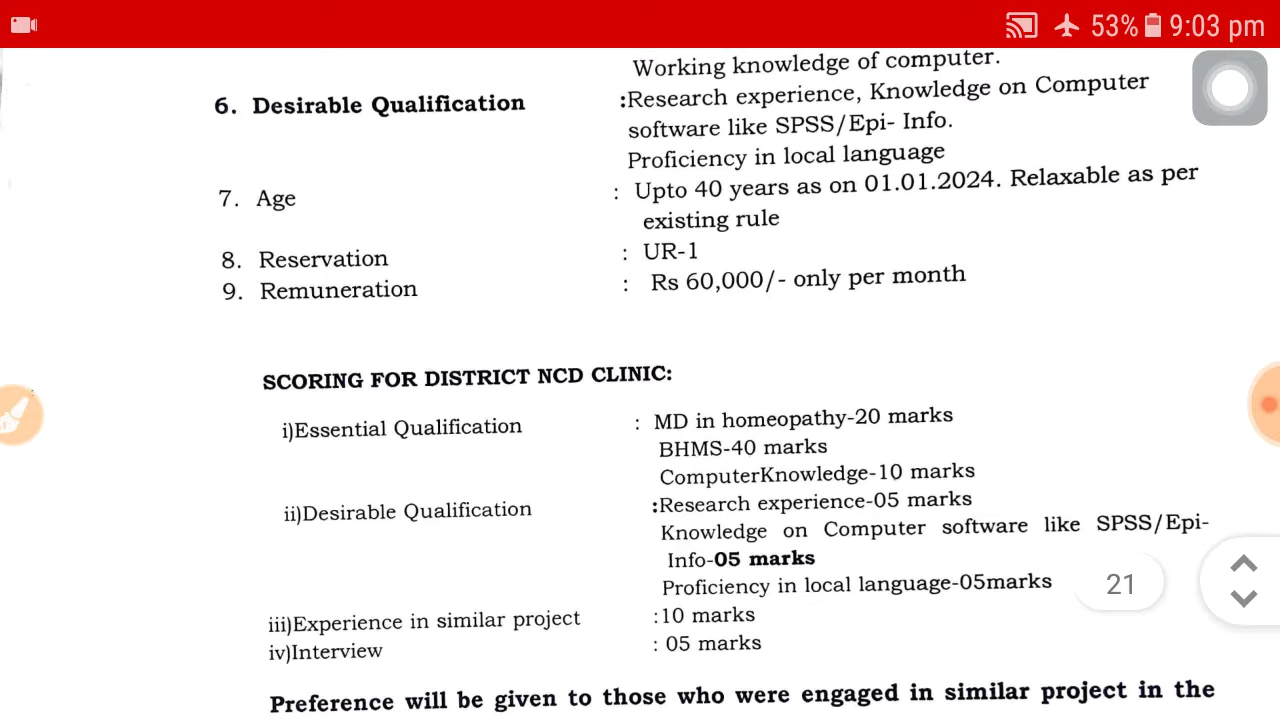 53% 9:03 pm
Working knowledge of computer.
6. Desirable Qualification :Research experience, Knowledge on Computer
software like SPSS/Epi- Info.
Proficiency in local language
7. Age : Upto 40 years as on 01.01.2024. Relaxable as per
existing rule
8. Reservation : UR-1
9. Remuneration : Rs 60,000/- only per month
SCORING FOR DISTRICT NCD CLINIC:
i)Essential Qualification : MD in homeopathy-20 marks
BHMS-40 marks
ComputerKnowledge-10 marks
ii)Desirable Qualification :Research experience-05 marks
Knowledge on Computer software like SPSS/Epi-
Info-05 marks
Proficiency in local language-05marks
21
iii)Experience in similar project :10 marks
iv)Interview : 05 marks
Preference will be given to those who were engaged in similar project in the